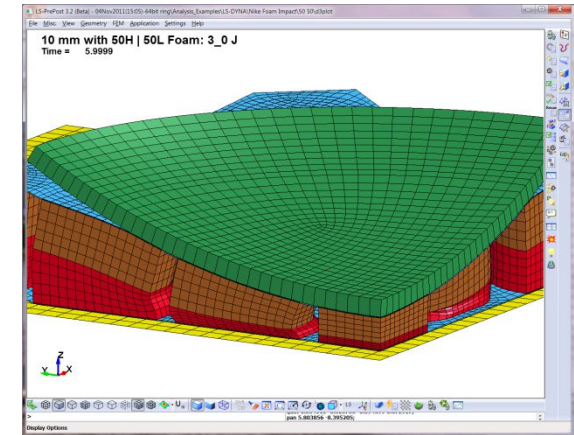 LS-PrePost 3.2 (Beta) - 04Nov2011(15:05)-64bit ring\Analysis_Examples\LS-DYNA\Nike Foam Impact\50 50\d3plot
File Misc. View Geometry FEM Application Settings Help
10 mm with 50H | 50L Foam: 3_0 J
Time = 5.9999
Z
Y X
>
pan 5.803856 -0.395205;
Display Options